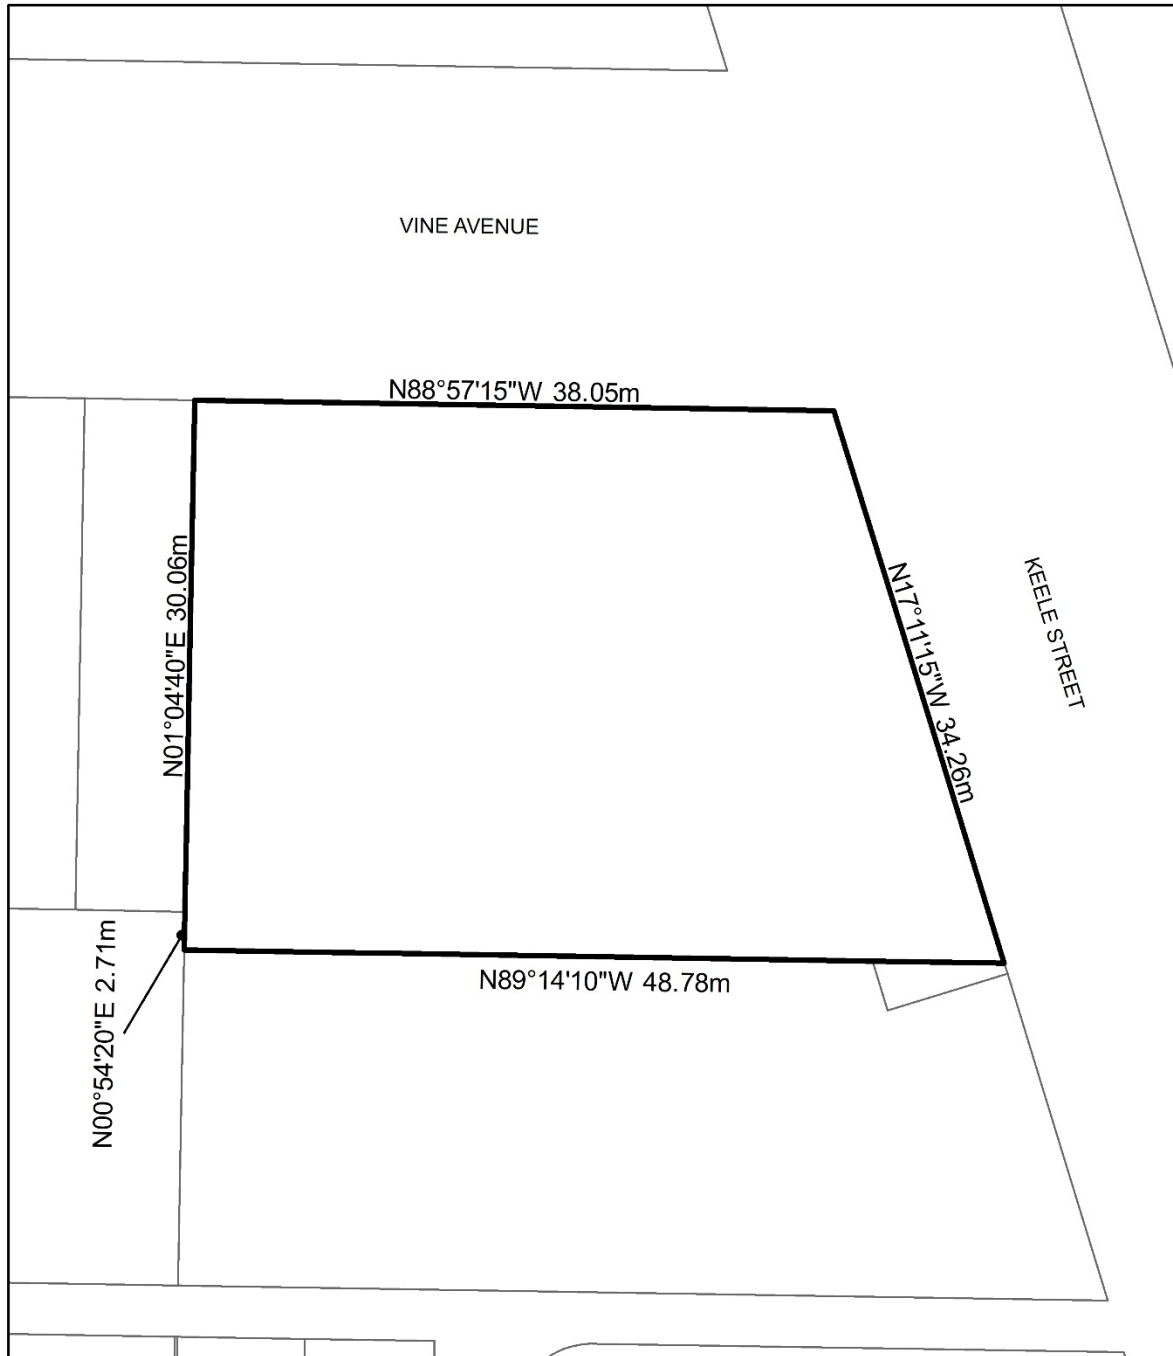 VINE AVENUE
N88°57'15"W 38.05m
N01°04'40"E 30.06m
N17°11'15"W 34.26m
KEELE STREET
N00°54'20"E 2.71m
N89°14'10"W 48.78m